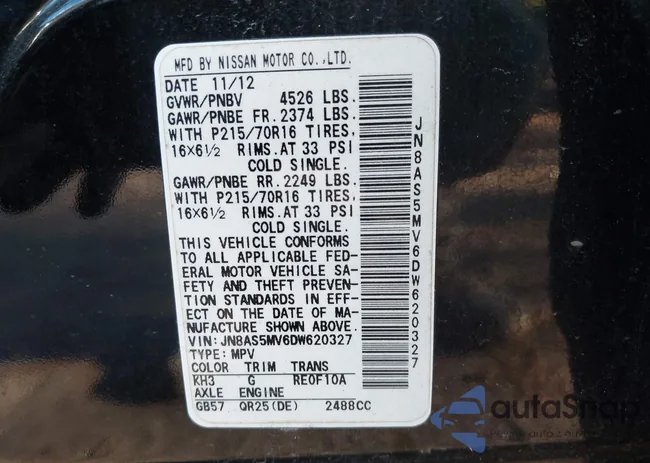 MFD BY NISSAN MOTOR CO.,LTD.
DATE 11/12
GVWR/PNBV 4526 LBS.
GAWR/PNBE FR. 2374 LBS.
WITH P215/70R16 TIRES,
16X6½ RIMS. AT 33 PSI
COLD SINGLE.
GAWR/PNBE RR. 2249 LBS.
WITH P215/70R16 TIRES,
16X6½ RIMS. AT 33 PSI
COLD SINGLE.
THIS VEHICLE CONFORMS
TO ALL APPLICABLE FED-
ERAL MOTOR VEHICLE SA-
FETY AND THEFT PREVEN-
TION STANDARDS IN EFF-
ECT ON THE DATE OF MA-
NUFACTURE SHOWN ABOVE.
VIN: JN8AS5MV6DW620327
TYPE: MPV
COLOR TRIM TRANS
KH3 G RE0F10A
AXLE ENGINE
GB57 QR25(DE) 2488CC
JN8AS5MV6DW620327
autoSnap